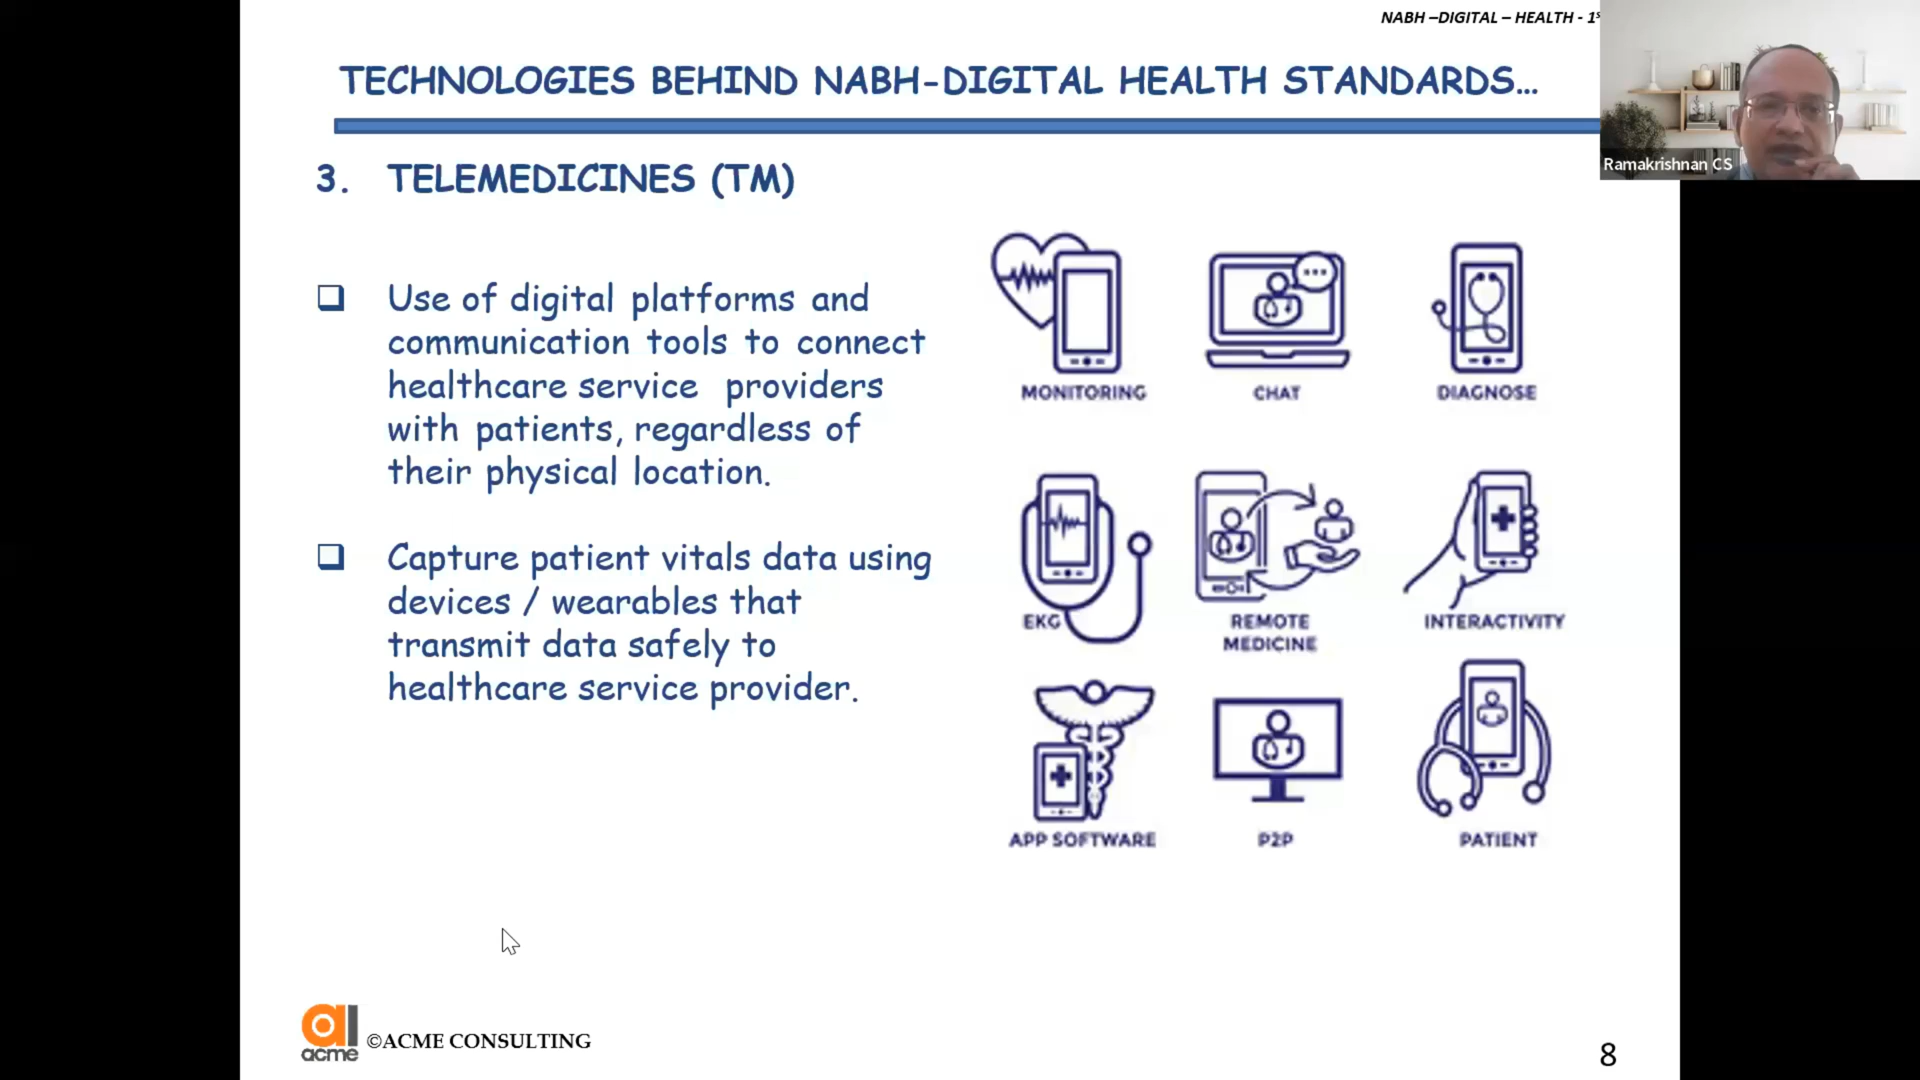 NABH –DIGITAL – HEALTH - 1s
TECHNOLOGIES BEHIND NABH-DIGITAL HEALTH STANDARDS…
Ramakrishnan CS
3. TELEMEDICINES (TM)
Use of digital platforms and
communication tools to connect
healthcare service providers
with patients, regardless of
their physical location.
Capture patient vitals data using
devices / wearables that
transmit data safely to
healthcare service provider.
MONITORING
CHAT
DIAGNOSE
EKG
REMOTE
MEDICINE
INTERACTIVITY
APP SOFTWARE
P2P
PATIENT
acme
©ACME CONSULTING
8